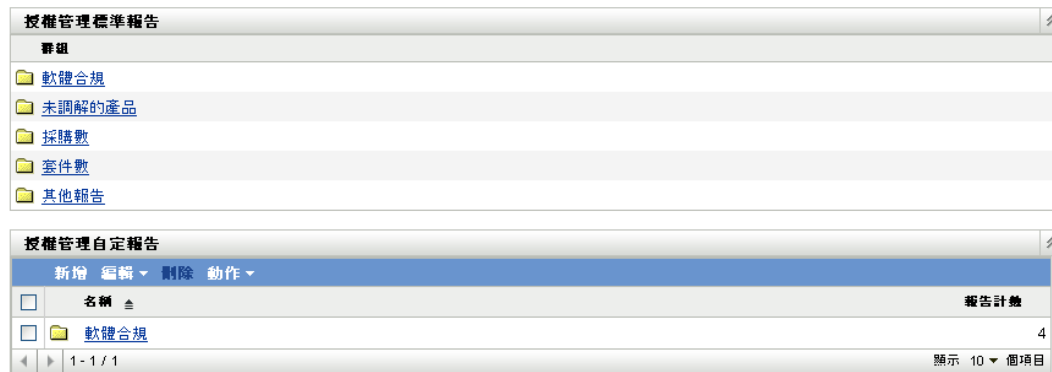 授權管理標準報告
群組
軟體合規
未調解的產品
採購數
套件數
其他報告
授權管理自定報告
新增 編輯 刪除 動作
名稱 報告計數
軟體合規 4
1 - 1 / 1 顯示 10 個項目